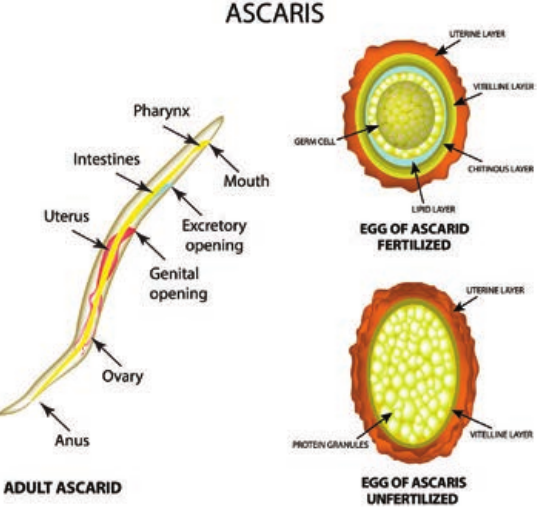 ASCARIS
Pharynx
Intestines
Mouth
Uterus
Excretory
opening
Genital
opening
Ovary
Anus
ADULT ASCARID
UTERINE LAYER
VITELLINE LAYER
GERM CELL
CHITINOUS LAYER
LIPID LAYER
EGG OF ASCARID
FERTILIZED
UTERINE LAYER
PROTEIN GRANULES
VITELLINE LAYER
EGG OF ASCARIS
UNFERTILIZED